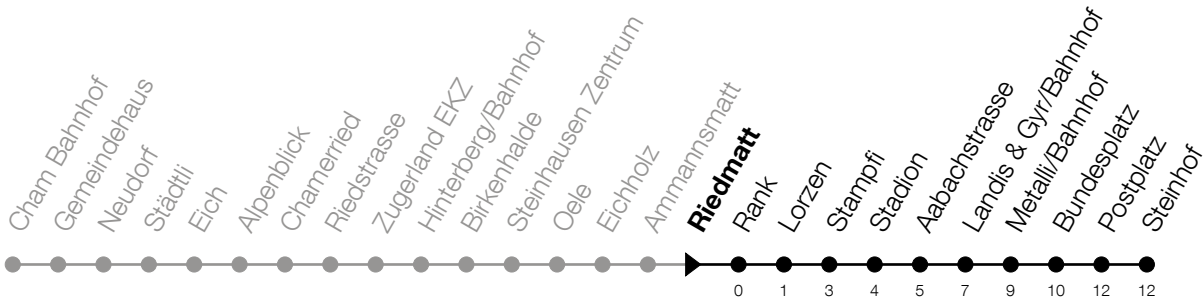 Cham Bahnhof
Gemeindehaus
Neudorf
Städtli
Eich
Alpenblick
Chamerried
Riedstrasse
Zugerland EKZ
Hinterberg/Bahnhof
Birkenhalde
Steinhausen Zentrum
Oele
Eichholz
Ammannsmatt
Riedmatt
Rank
Lorzen
Stampfi
Stadion
Aabachstrasse
Landis & Gyr/Bahnhof
Metalli/Bahnhof
Bundesplatz
Postplatz
Steinhof
0 1 3 4 5 7 9 10 12 12